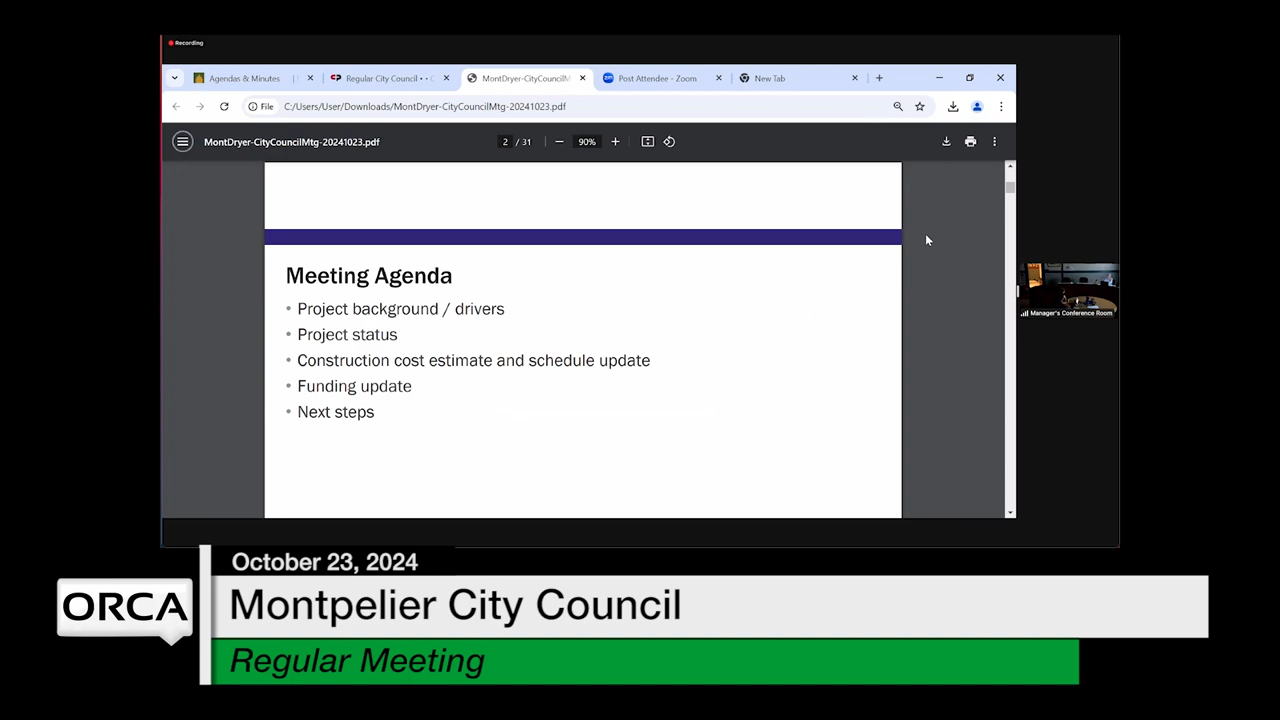 Recording
Agendas & Minutes
Regular City Council • •
MontDryer-CityCouncilM
Post Attendee - Zoom
New Tab
File
C:/Users/User/Downloads/MontDryer-CityCouncilMtg-20241023.pdf
MontDryer-CityCouncilMtg-20241023.pdf
2 / 31
90%
Meeting Agenda
• Project background / drivers
• Project status
• Construction cost estimate and schedule update
• Funding update
• Next steps
Manager's Conference Room
October 23, 2024
ORCA
Montpelier City Council
Regular Meeting